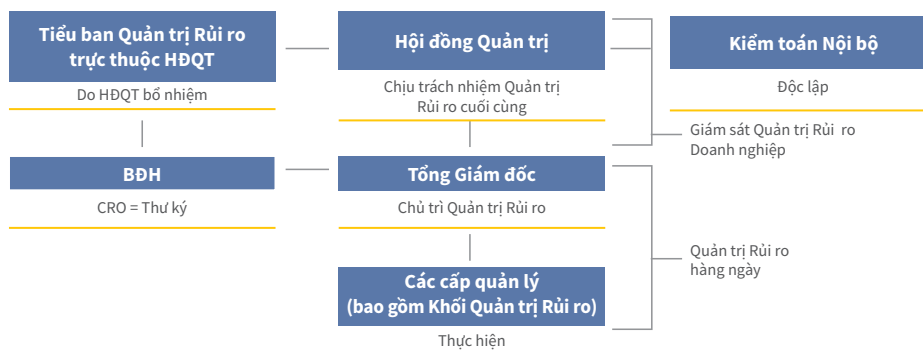 Tiểu ban Quản trị Rủi ro
trực thuộc HĐQT
Do HĐQT bổ nhiệm
Hội đồng Quản trị
Chịu trách nhiệm Quản trị
Rủi ro cuối cùng
Kiểm toán Nội bộ
Độc lập
Giám sát Quản trị Rủi ro
Doanh nghiệp
BĐH
CRO = Thư ký
Tổng Giám đốc
Chủ trì Quản trị Rủi ro
Quản trị Rủi ro
hàng ngày
Các cấp quản lý
(bao gồm Khối Quản trị Rủi ro)
Thực hiện